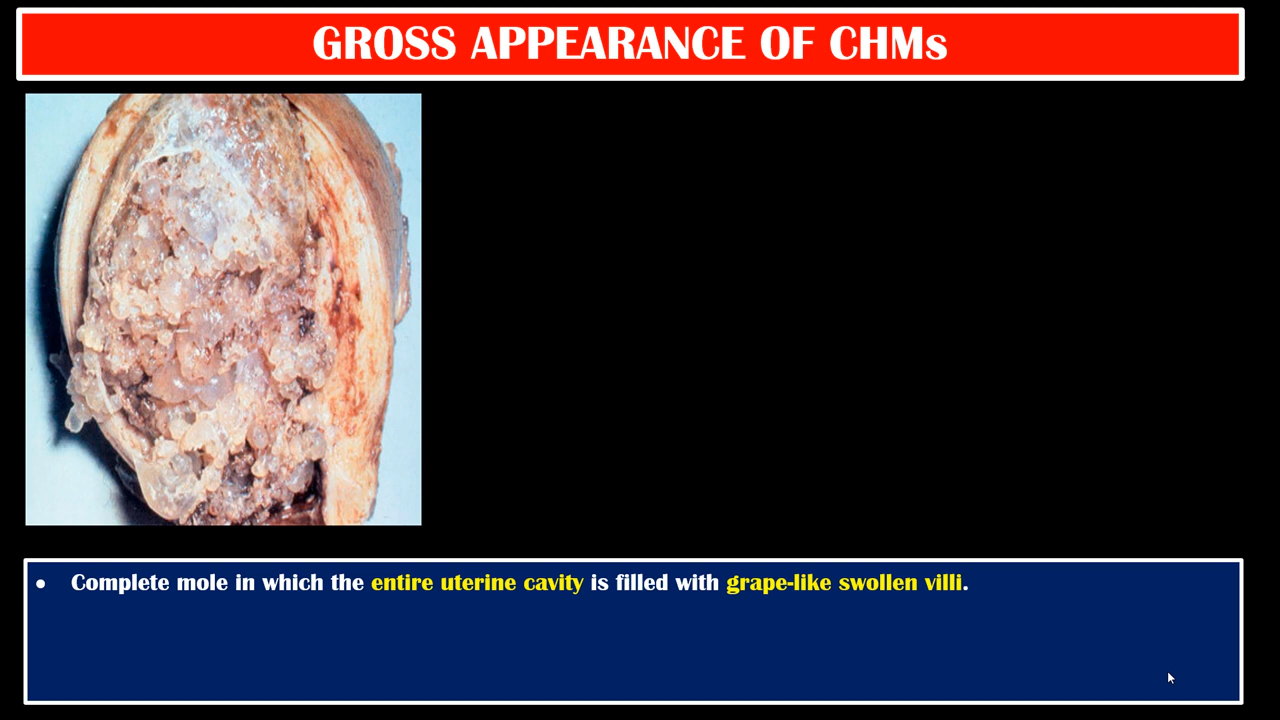 GROSS APPEARANCE OF CHMs
• Complete mole in which the entire uterine cavity is filled with grape-like swollen villi.